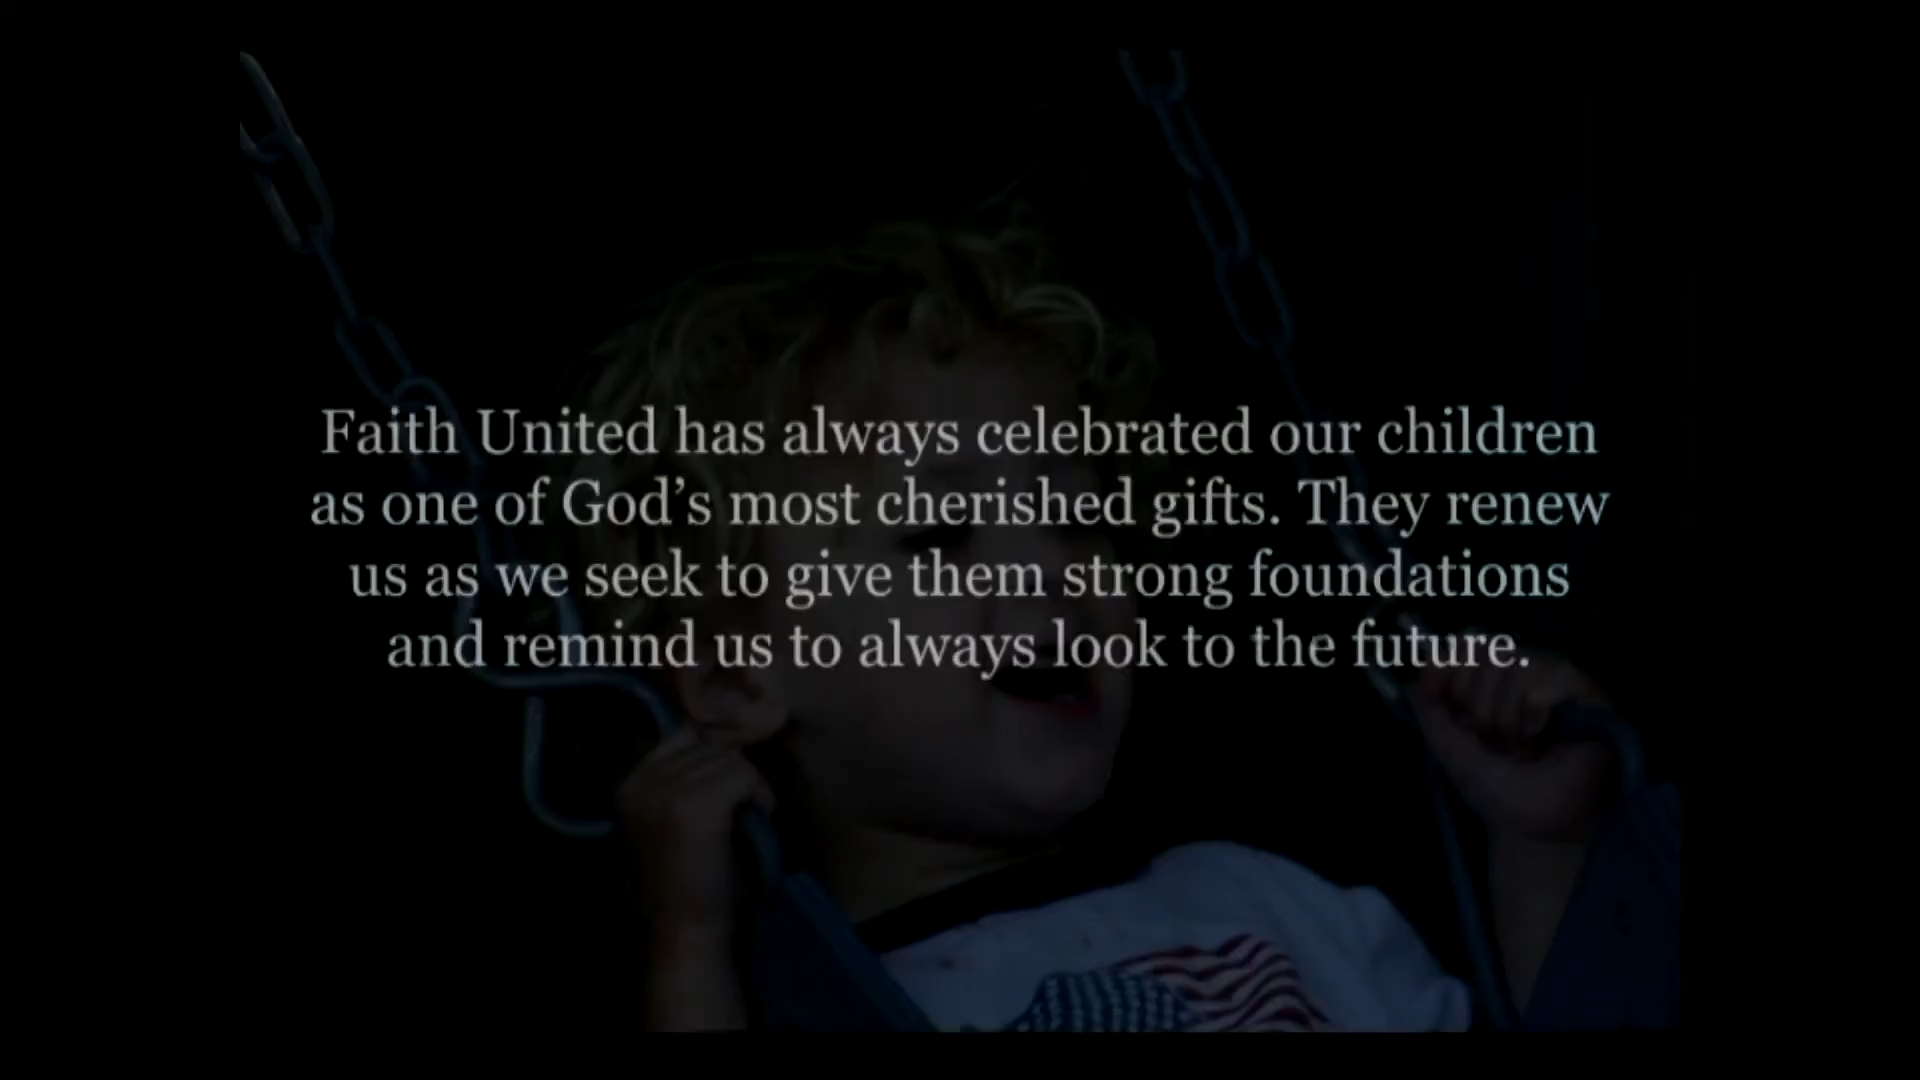 Faith United has always celebrated our children
as one of God’s most cherished gifts. They renew
us as we seek to give them strong foundations
and remind us to always look to the future.